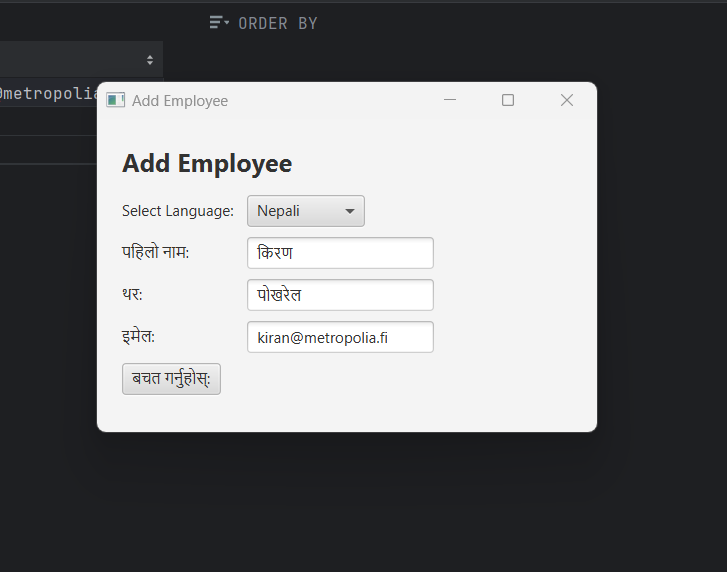 ORDER BY
@metropolia
Add Employee
Add Employee
Select Language: Nepali
पहिलो नाम: किरण
थर: पोखरेल
इमेल: kiran@metropolia.fi
बचत गर्नुहोस्: